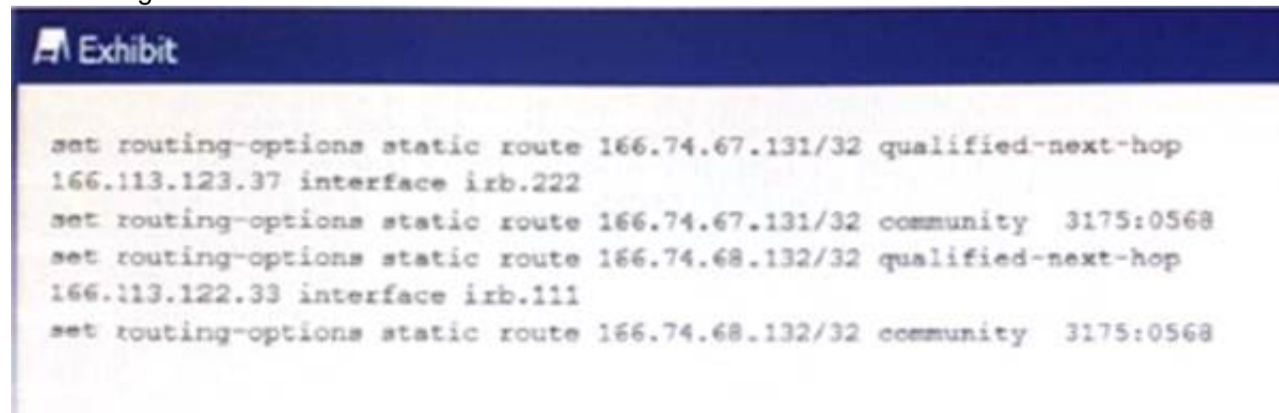 Exhibit
set routing-options static route 166.74.67.131/32 qualified-next-hop
166.113.123.37 interface irb.222
set routing-options static route 166.74.67.131/32 community 3175:0568
set routing-options static route 166.74.68.132/32 qualified-next-hop
166.113.122.33 interface irb.111
set routing-options static route 166.74.68.132/32 community 3175:0568